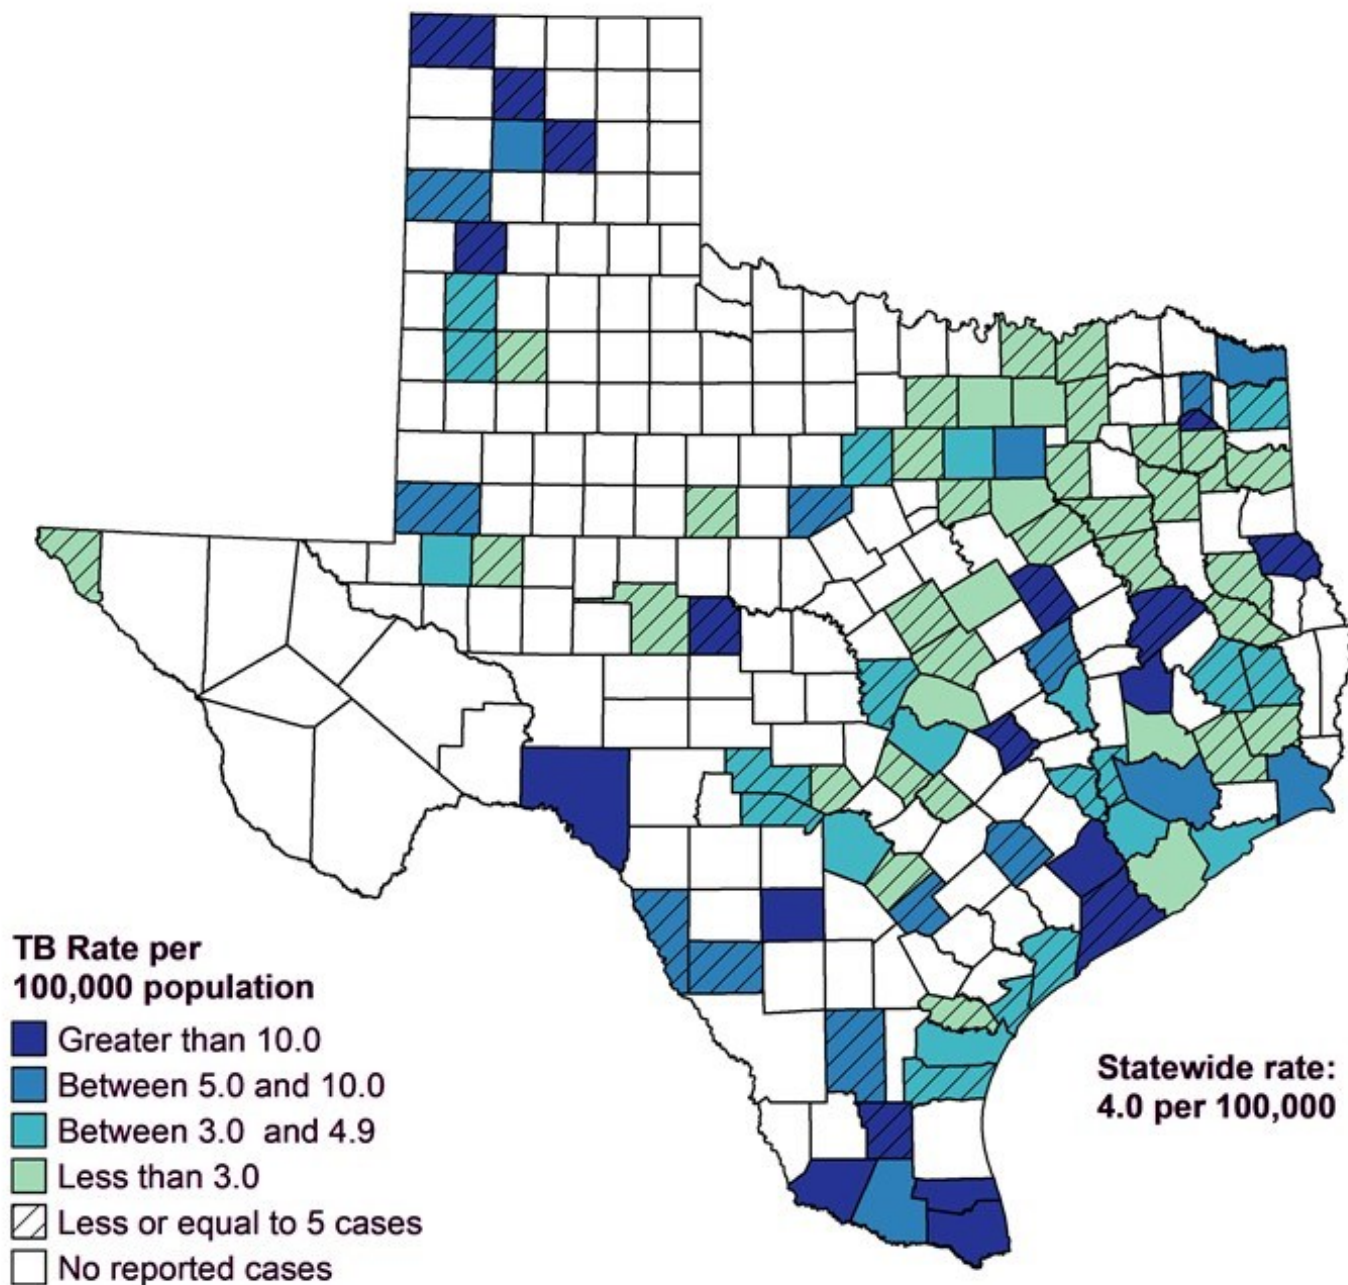 TB Rate per
100,000 population
Greater than 10.0
Between 5.0 and 10.0
Between 3.0 and 4.9
Less than 3.0
Less or equal to 5 cases
No reported cases
Statewide rate:
4.0 per 100,000